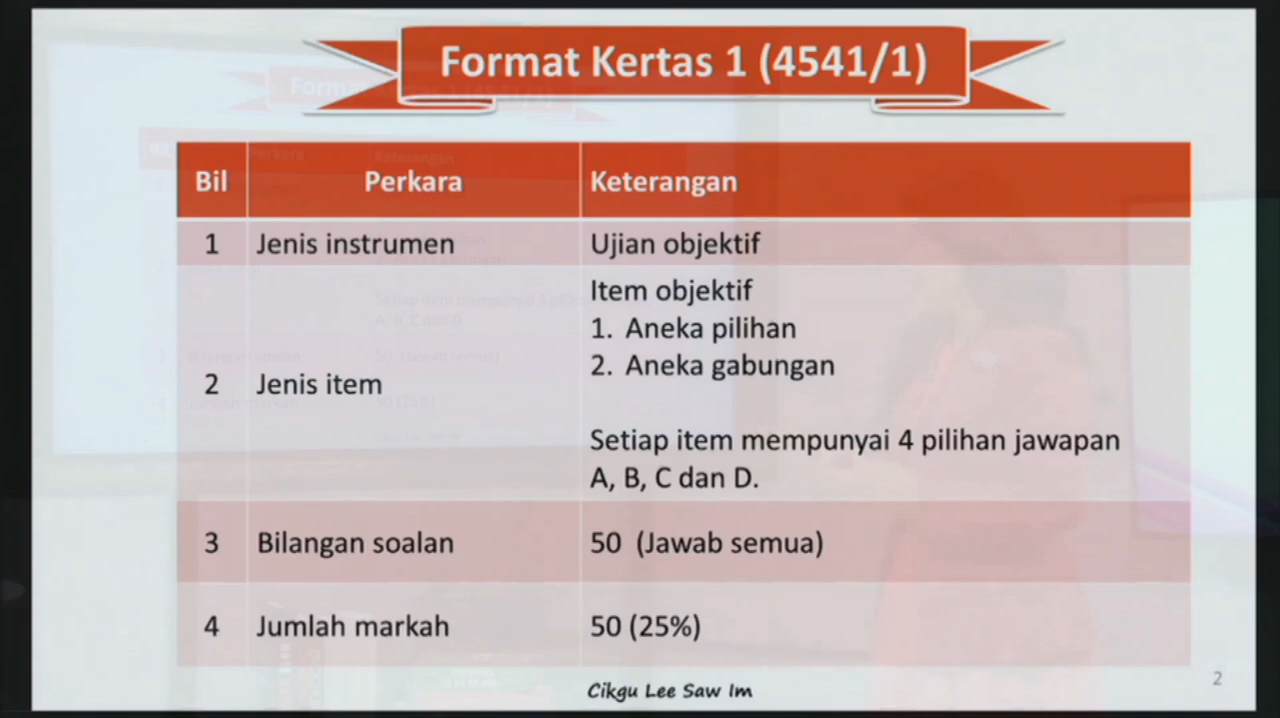 Format Kertas 1 (4541/1)
Bil Perkara Keterangan
1 Jenis instrumen Ujian objektif
2 Jenis item Item objektif
1. Aneka pilihan
2. Aneka gabungan
Setiap item mempunyai 4 pilihan jawapan
A, B, C dan D.
3 Bilangan soalan 50 (Jawab semua)
4 Jumlah markah 50 (25%)
Cikgu Lee Saw Im
2